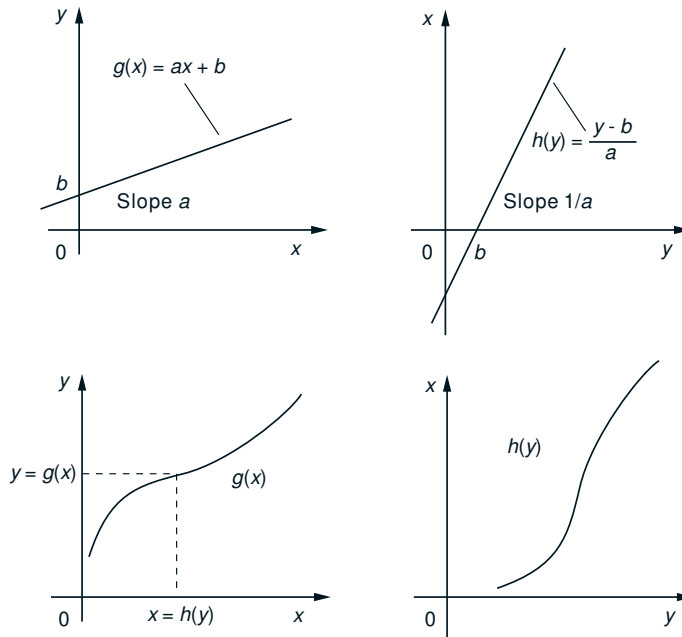 y
g(x) = ax + b
b
Slope a
0
x
x
h(y) = y - b / a
Slope 1/a
0
b
y
y
y = g(x)
g(x)
0
x = h(y)
x
x
h(y)
0
y